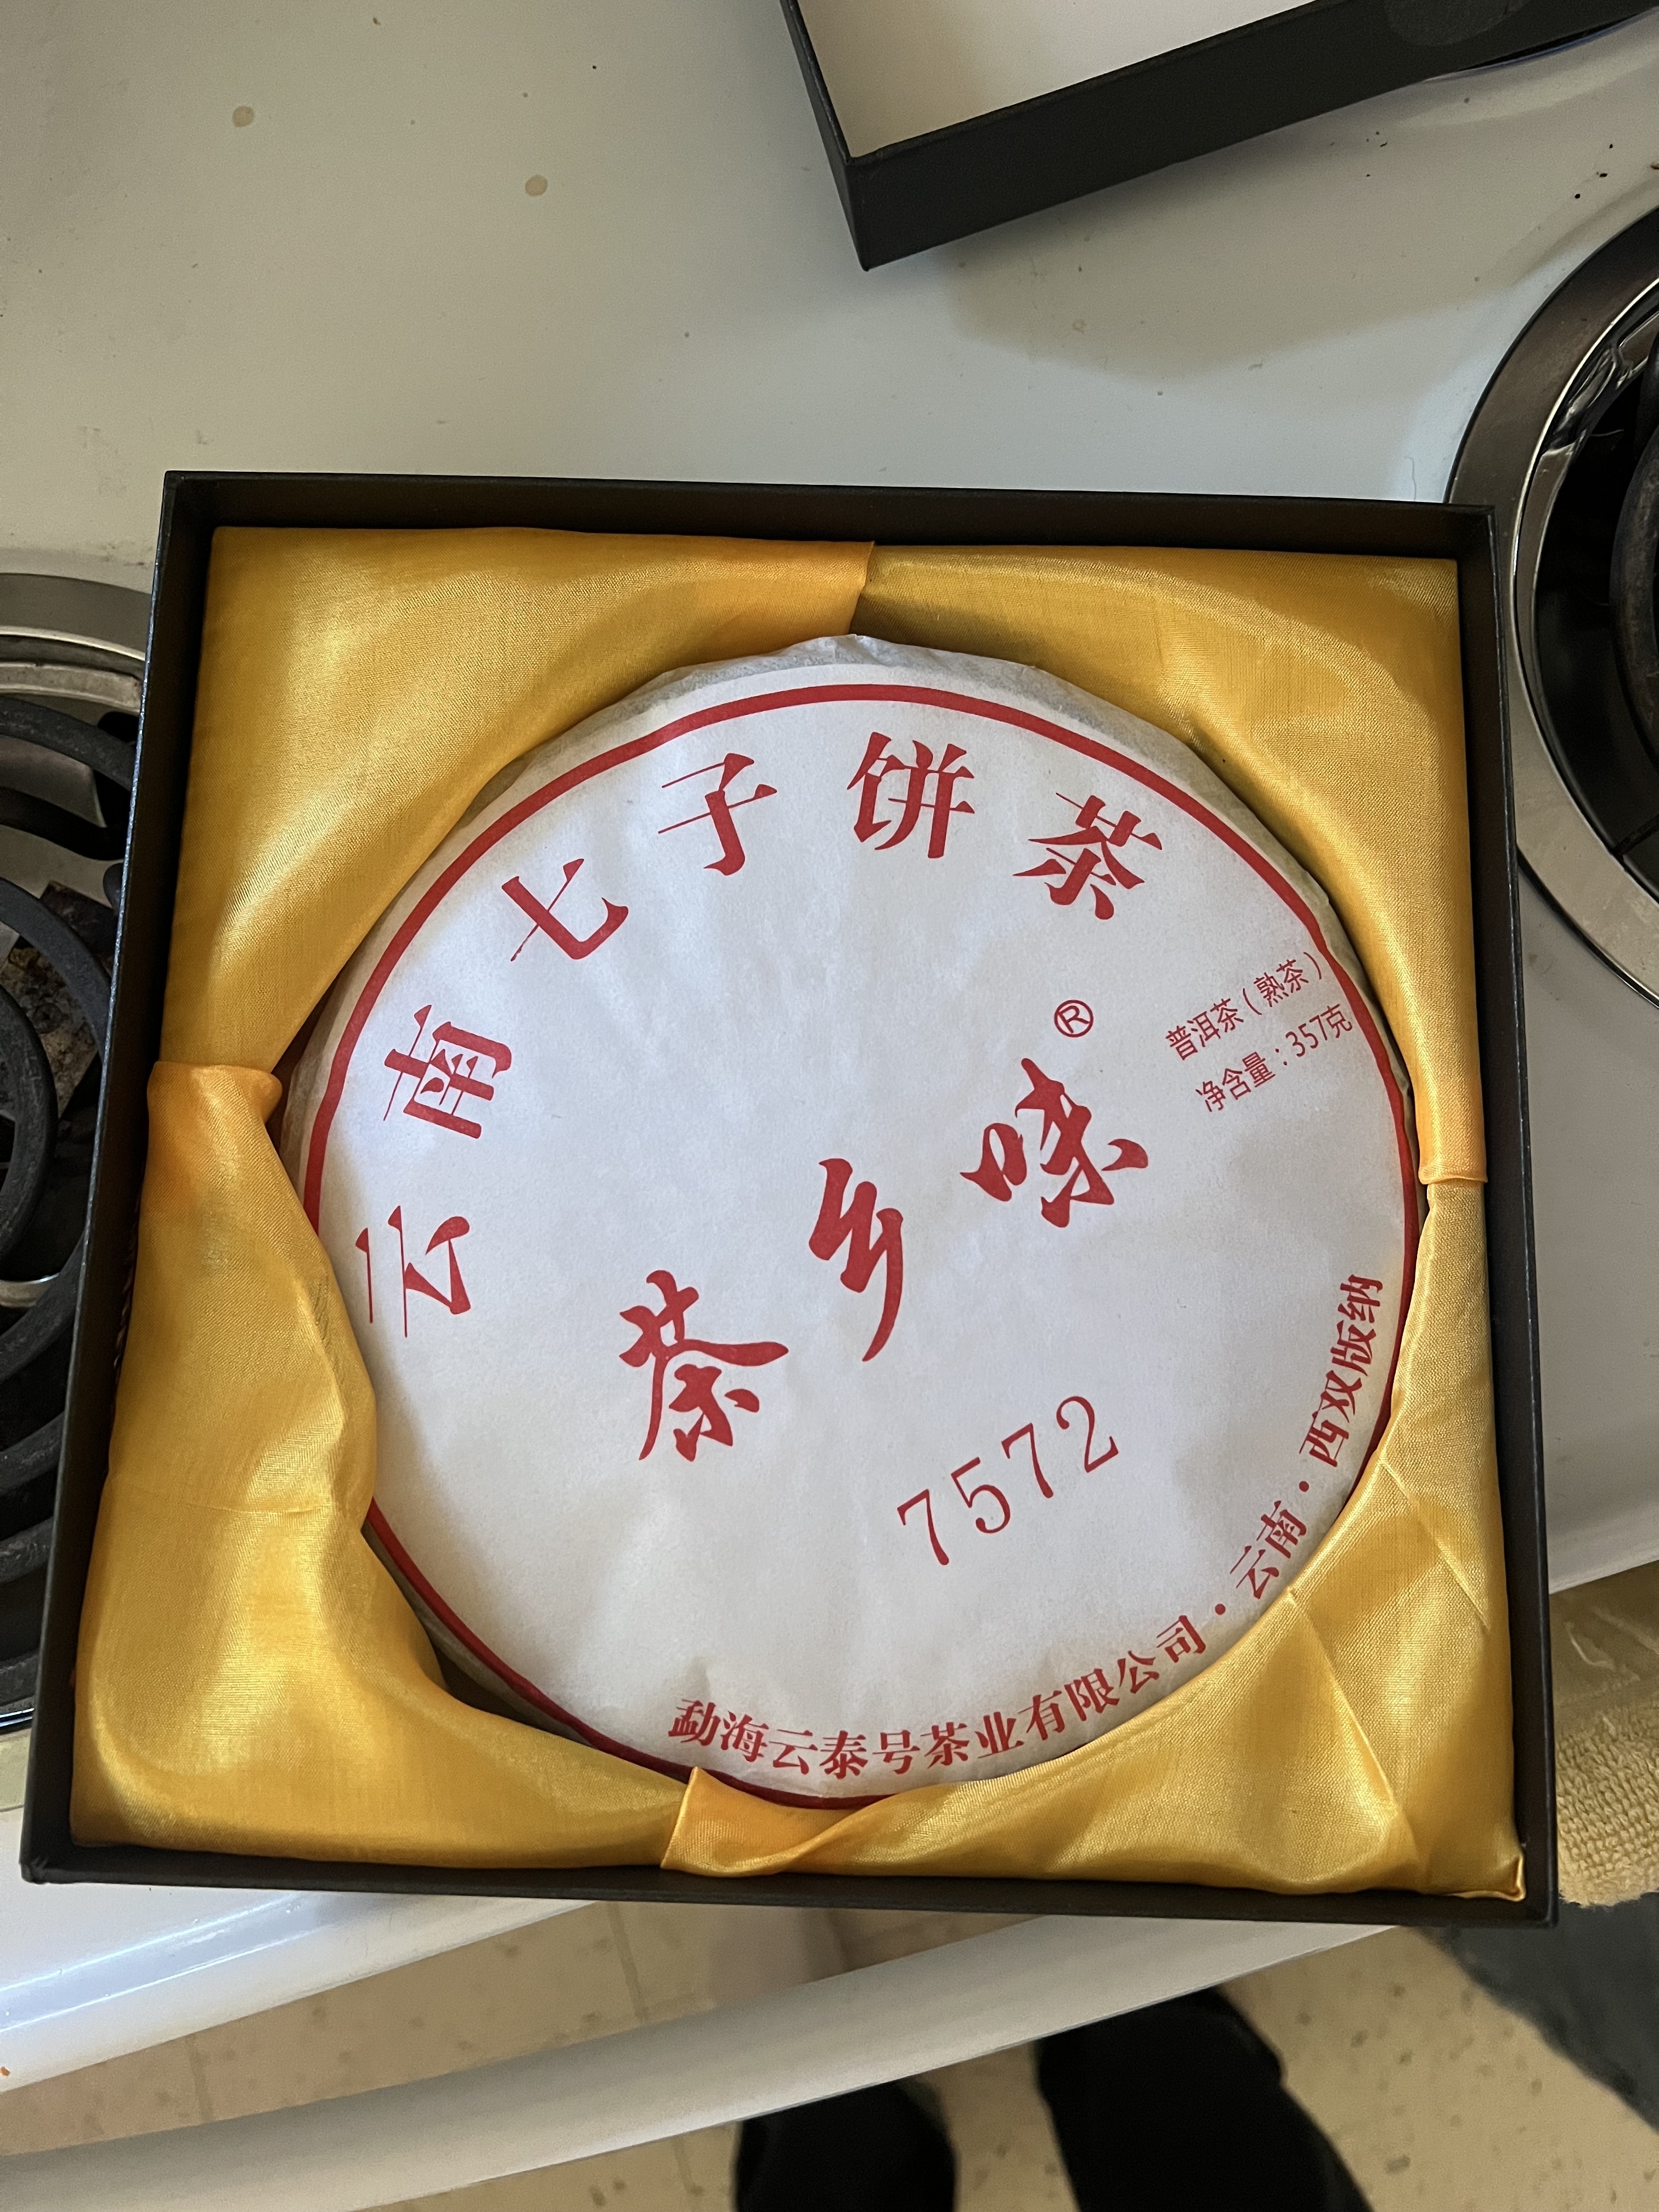 云南七子饼茶
®
普洱茶（熟茶）
净含量：357克
茶乡味
7572
勐海云泰号茶业有限公司·云南·西双版纳